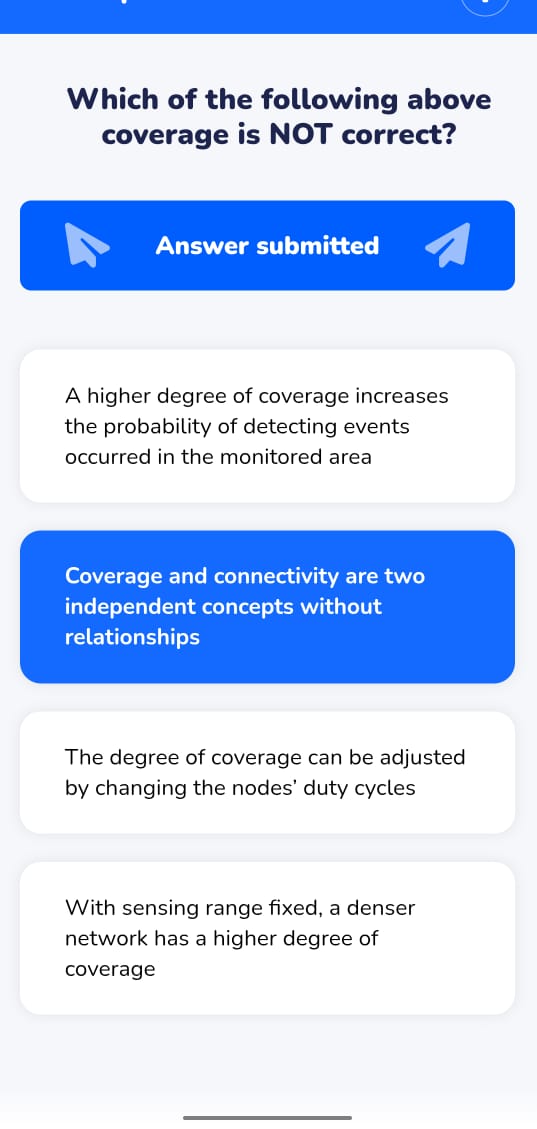 Which of the following above
coverage is NOT correct?
Answer submitted
A higher degree of coverage increases
the probability of detecting events
occurred in the monitored area
Coverage and connectivity are two
independent concepts without
relationships
The degree of coverage can be adjusted
by changing the nodes’ duty cycles
With sensing range fixed, a denser
network has a higher degree of
coverage